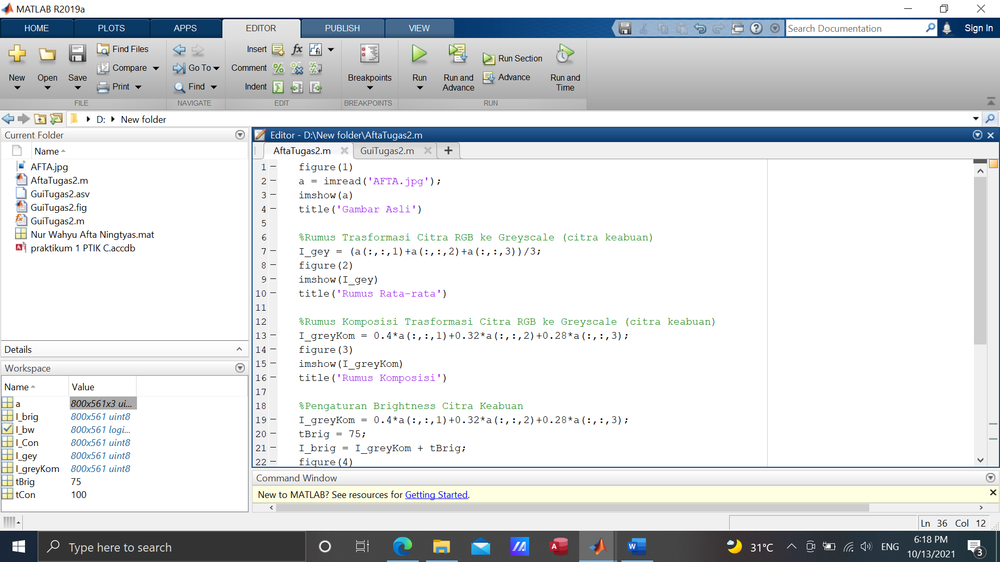 MATLAB R2019a
HOME PLOTS APPS EDITOR PUBLISH VIEW Search Documentation Sign In
New Open Save Find Files Compare Print
Go To Find
Insert fx Comment Indent
Breakpoints
Run Run and Advance Run Section Advance Run and Time
FILE NAVIGATE EDIT BREAKPOINTS RUN
D: New folder
Current Folder
Name
AFTA.jpg
AftaTugas2.m
GuiTugas2.asv
GuiTugas2.fig
GuiTugas2.m
Nur Wahyu Afta Ningtyas.mat
praktikum 1 PTIK C.accdb
Details
Workspace
Name Value
a 800x561x3 ui...
I_brig 800x561 uint8
I_bw 800x561 logi...
I_Con 800x561 uint8
I_gey 800x561 uint8
I_greyKom 800x561 uint8
tBrig 75
tCon 100
Editor - D:\New folder\AftaTugas2.m
AftaTugas2.m GuiTugas2.m
1 figure(1)
2 a = imread('AFTA.jpg');
3 imshow(a)
4 title('Gambar Asli')
5
6 %Rumus Trasformasi Citra RGB ke Greyscale (citra keabuan)
7 I_gey = (a(:,:,1)+a(:,:,2)+a(:,:,3))/3;
8 figure(2)
9 imshow(I_gey)
10 title('Rumus Rata-rata')
11
12 %Rumus Komposisi Trasformasi Citra RGB ke Greyscale (citra keabuan)
13 I_greyKom = 0.4*a(:,:,1)+0.32*a(:,:,2)+0.28*a(:,:,3);
14 figure(3)
15 imshow(I_greyKom)
16 title('Rumus Komposisi')
17
18 %Pengaturan Brightness Citra Keabuan
19 I_greyKom = 0.4*a(:,:,1)+0.32*a(:,:,2)+0.28*a(:,:,3);
20 tBrig = 75;
21 I_brig = I_greyKom + tBrig;
22 figure(4)
Command Window
New to MATLAB? See resources for Getting Started.
Ln 36 Col 12
Type here to search
31°C ENG 6:18 PM
10/13/2021
3